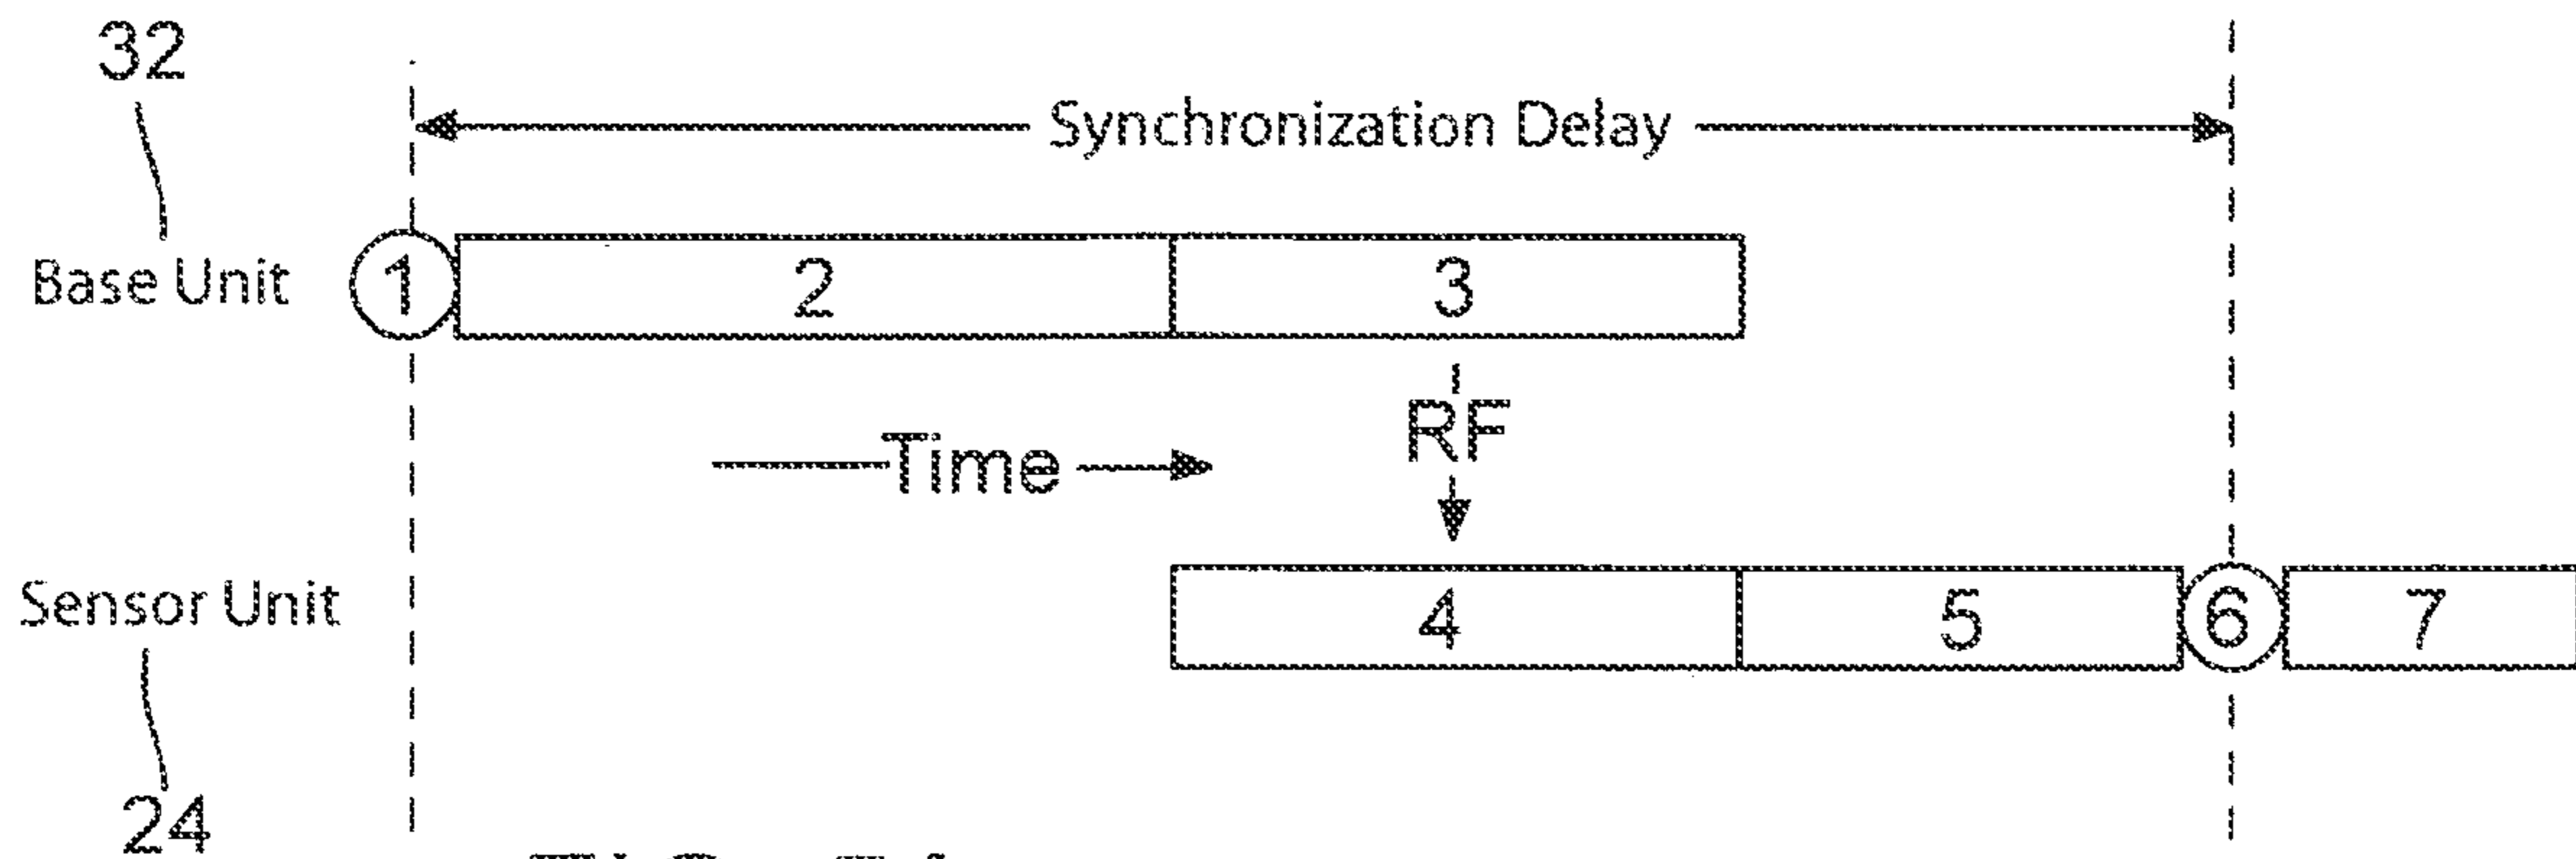 32
Synchronization Delay
Base Unit 1 2 3
RF
Time
Sensor Unit 4 5 6 7
24